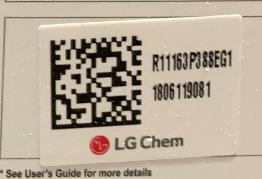 R11163P388EG1
1806119081
LG Chem
* See User's Guide for more details